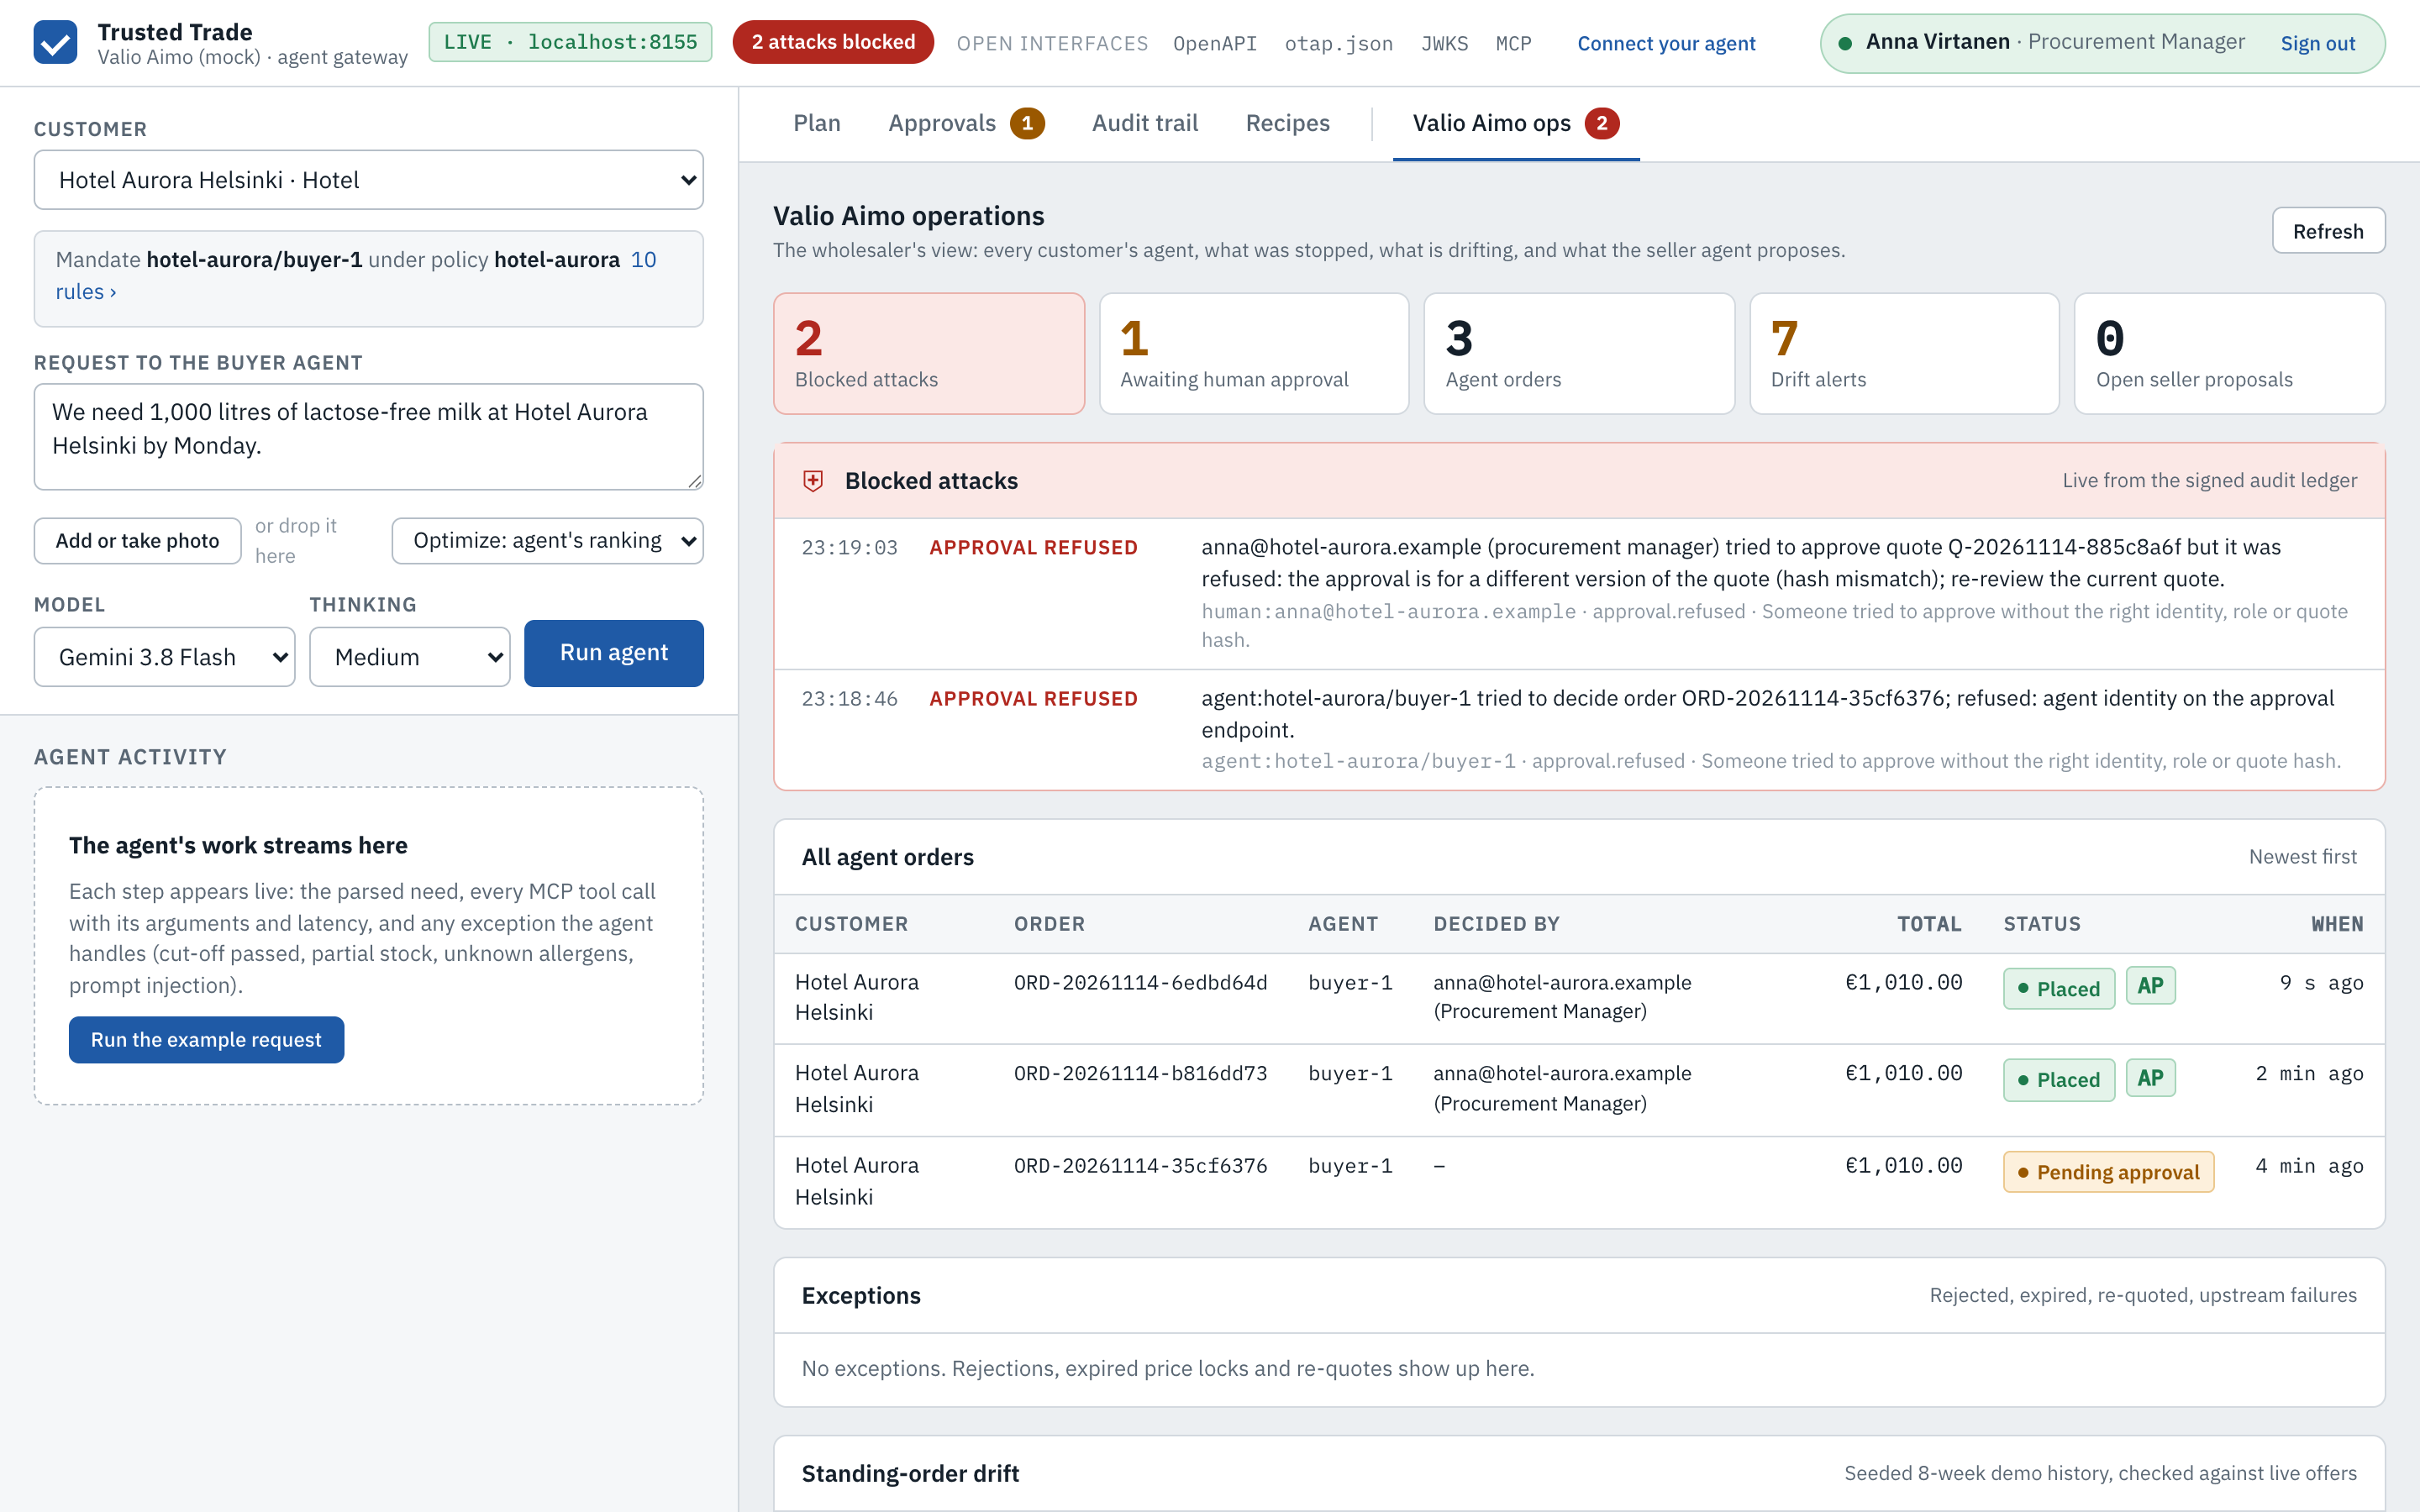 Trusted Trade
Valio Aimo (mock) · agent gateway
LIVE · localhost:8155
2 attacks blocked
OPEN INTERFACES
OpenAPI
otap.json
JWKS
MCP
Connect your agent
Anna Virtanen · Procurement Manager
Sign out
CUSTOMER
Hotel Aurora Helsinki · Hotel
Mandate hotel-aurora/buyer-1 under policy hotel-aurora 10
rules ›
REQUEST TO THE BUYER AGENT
We need 1,000 litres of lactose-free milk at Hotel Aurora
Helsinki by Monday.
Add or take photo
or drop it
here
Optimize: agent's ranking
MODEL
THINKING
Gemini 3.8 Flash
Medium
Run agent
AGENT ACTIVITY
The agent's work streams here
Each step appears live: the parsed need, every MCP tool call
with its arguments and latency, and any exception the agent
handles (cut-off passed, partial stock, unknown allergens,
prompt injection).
Run the example request
Plan
Approvals 1
Audit trail
Recipes
Valio Aimo ops 2
Valio Aimo operations
The wholesaler's view: every customer's agent, what was stopped, what is drifting, and what the seller agent proposes.
Refresh
2
Blocked attacks
1
Awaiting human approval
3
Agent orders
7
Drift alerts
0
Open seller proposals
Blocked attacks
Live from the signed audit ledger
23:19:03 APPROVAL REFUSED
anna@hotel-aurora.example (procurement manager) tried to approve quote Q-20261114-885c8a6f but it was
refused: the approval is for a different version of the quote (hash mismatch); re-review the current quote.
human:anna@hotel-aurora.example · approval.refused · Someone tried to approve without the right identity, role or quote
hash.
23:18:46 APPROVAL REFUSED
agent:hotel-aurora/buyer-1 tried to decide order ORD-20261114-35cf6376; refused: agent identity on the approval
endpoint.
agent:hotel-aurora/buyer-1 · approval.refused · Someone tried to approve without the right identity, role or quote hash.
All agent orders
Newest first
CUSTOMER ORDER AGENT DECIDED BY TOTAL STATUS WHEN
Hotel Aurora ORD-20261114-6edbd64d buyer-1 anna@hotel-aurora.example €1,010.00 Placed AP 9 s ago
Helsinki (Procurement Manager)
Hotel Aurora ORD-20261114-b816dd73 buyer-1 anna@hotel-aurora.example €1,010.00 Placed AP 2 min ago
Helsinki (Procurement Manager)
Hotel Aurora ORD-20261114-35cf6376 buyer-1 – €1,010.00 Pending approval 4 min ago
Helsinki
Exceptions
Rejected, expired, re-quoted, upstream failures
No exceptions. Rejections, expired price locks and re-quotes show up here.
Standing-order drift
Seeded 8-week demo history, checked against live offers